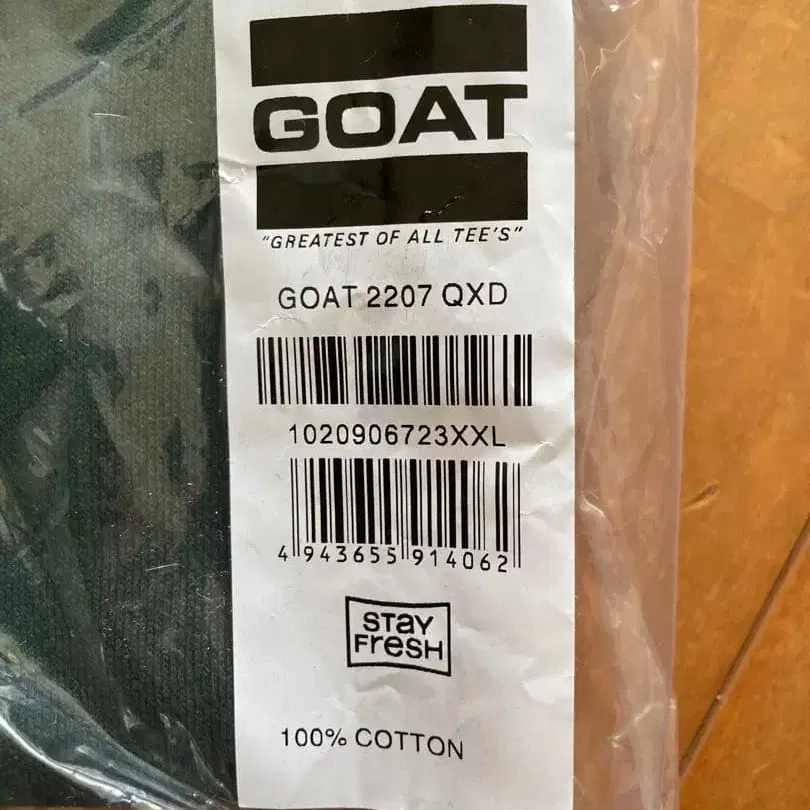 GOAT
"GREATEST OF ALL TEE'S"
GOAT 2207 QXD
1020906723XXL
4 943655 914062
STaY
FreSH
100% COTTON